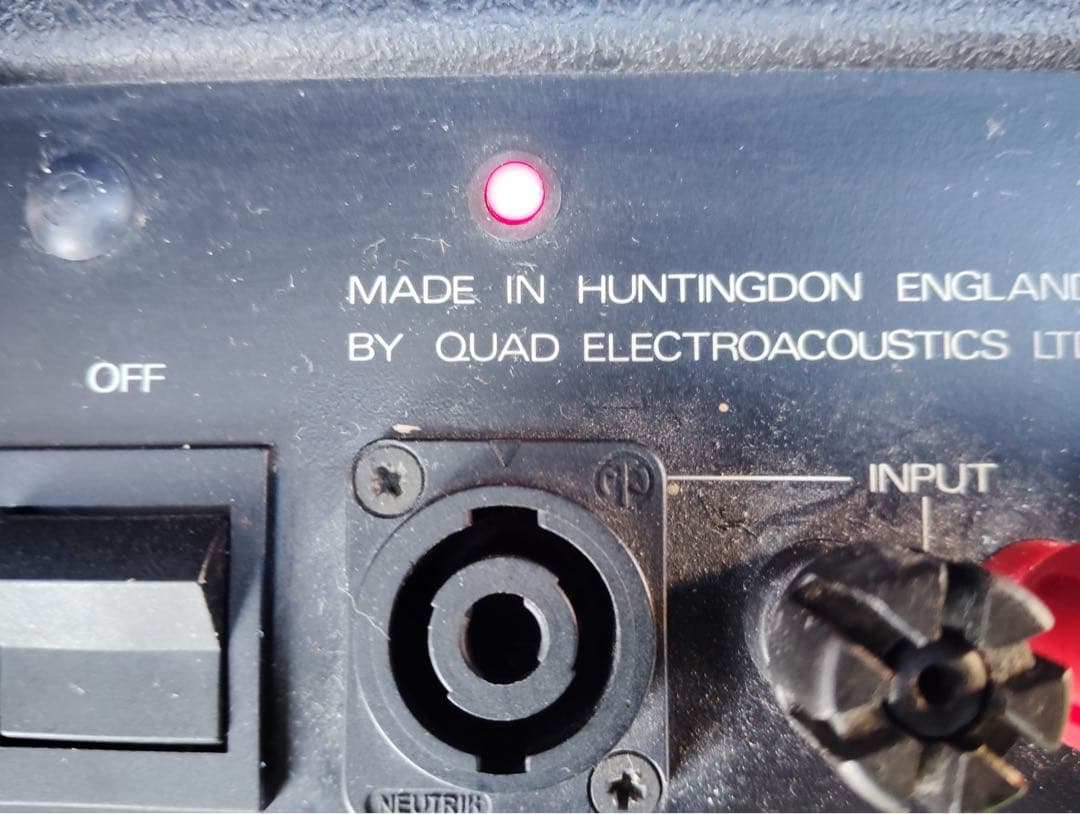 MADE IN HUNTINGDON ENGLAND
BY QUAD ELECTROACOUSTICS LTD
OFF
INPUT
NEUTRIK